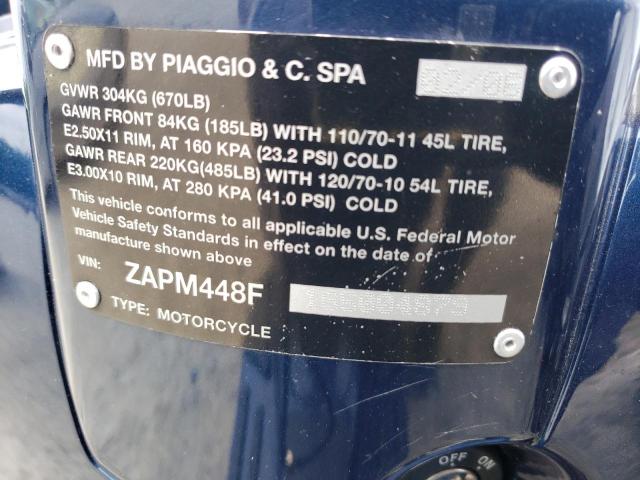 MFD BY PIAGGIO & C. SPA 02/06
GVWR 304KG (670LB)
GAWR FRONT 84KG (185LB) WITH 110/70-11 45L TIRE,
E2.50X11 RIM, AT 160 KPA (23.2 PSI) COLD
GAWR REAR 220KG(485LB) WITH 120/70-10 54L TIRE,
E3.00X10 RIM, AT 280 KPA (41.0 PSI) COLD
This vehicle conforms to all applicable U.S. Federal Motor
Vehicle Safety Standards in effect on the date of
manufacture shown above
VIN: ZAPM448F
TYPE: MOTORCYCLE
OFF ON